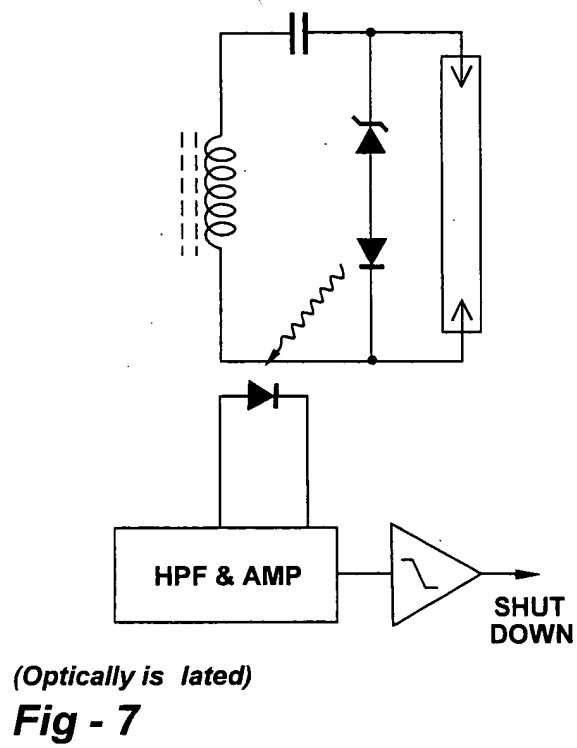 HPF & AMP
SHUT
DOWN
(Optically is lated)
Fig - 7